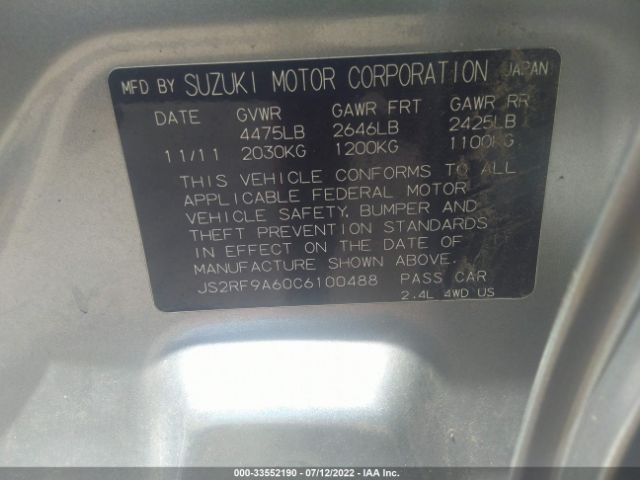 MFD BY SUZUKI MOTOR CORPORATION JAPAN
DATE GVWR GAWR FRT GAWR RR
4475LB 2646LB 2425LB
11/11 2030KG 1200KG 1100KG
THIS VEHICLE CONFORMS TO ALL
APPLICABLE FEDERAL MOTOR
VEHICLE SAFETY, BUMPER AND
THEFT PREVENTION STANDARDS
IN EFFECT ON THE DATE OF
MANUFACTURE SHOWN ABOVE.
JS2RF9A60C6100488 PASS CAR
2.4L 4WD US
000-33552190 - 07/12/2022 - IAA Inc.